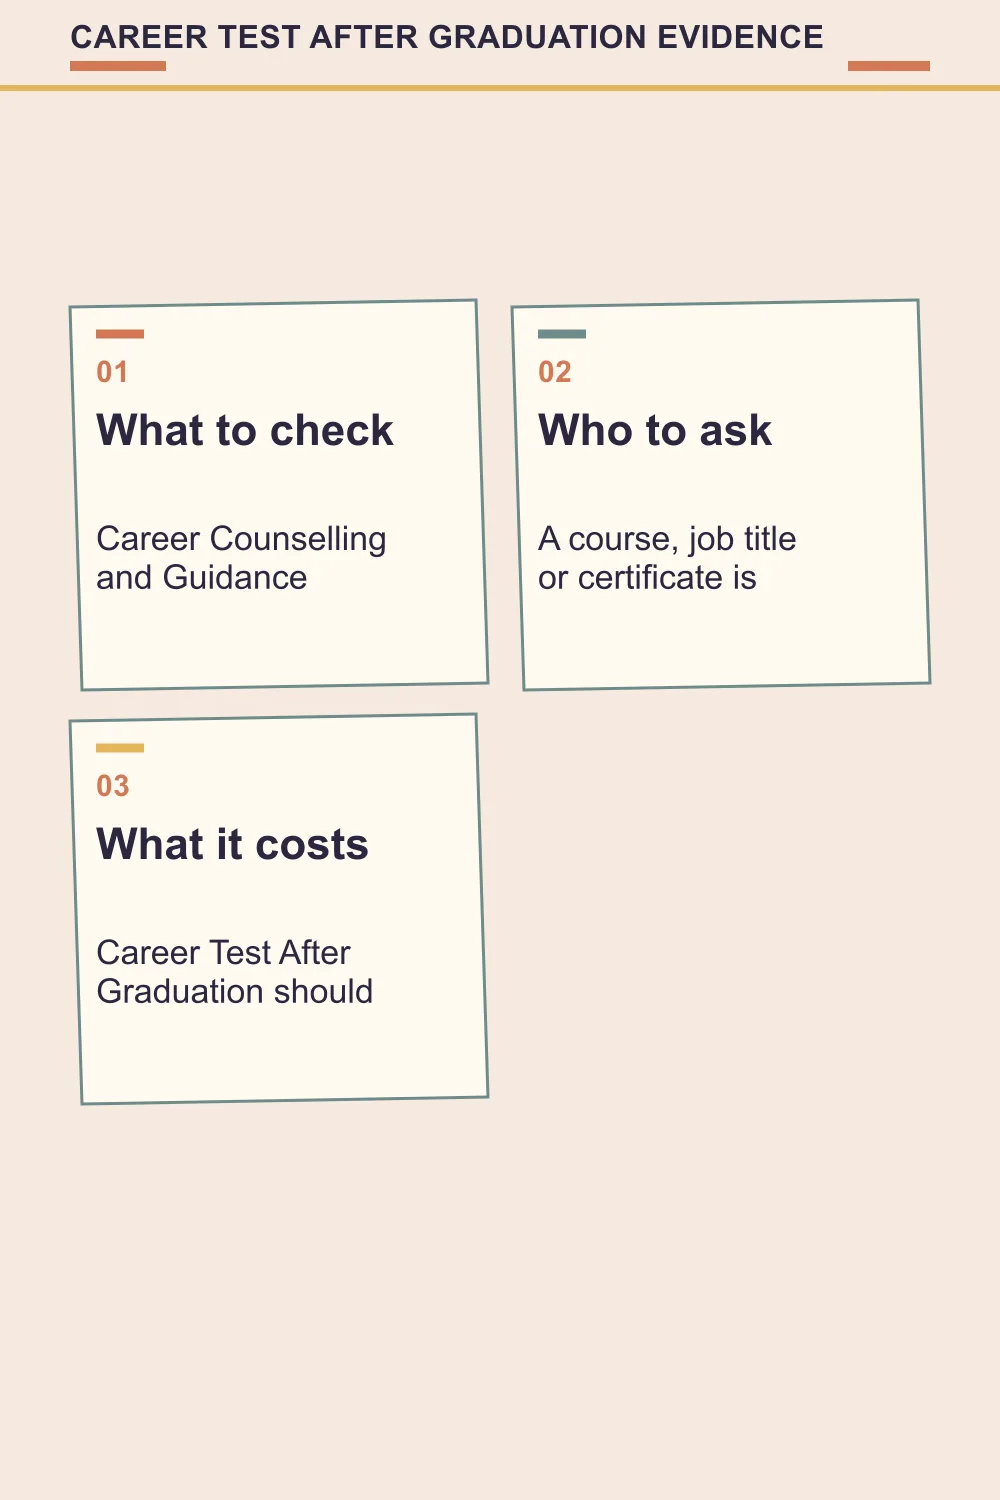 CAREER TEST AFTER GRADUATION EVIDENCE
01
What to check
Career Counselling
and Guidance
02
Who to ask
A course, job title
or certificate is
03
What it costs
Career Test After
Graduation should